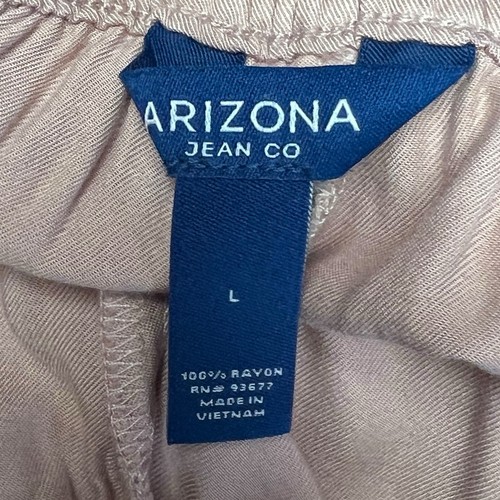 ARIZONA
JEAN CO
L
100% RAYON
RN# 93677
MADE IN
VIETNAM